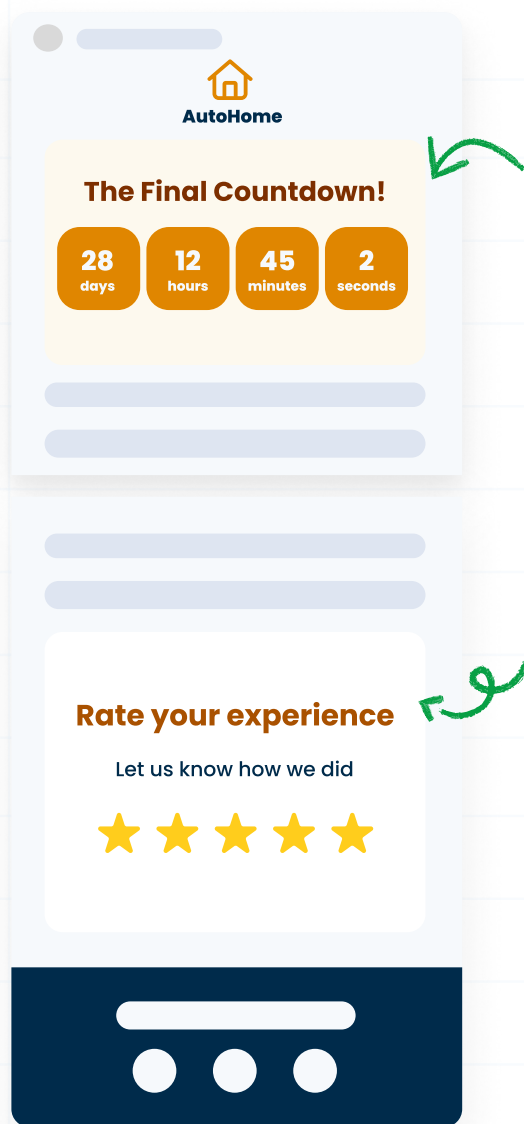 AutoHome
The Final Countdown!
28 12 45 2
days hours minutes seconds
Rate your experience
Let us know how we did